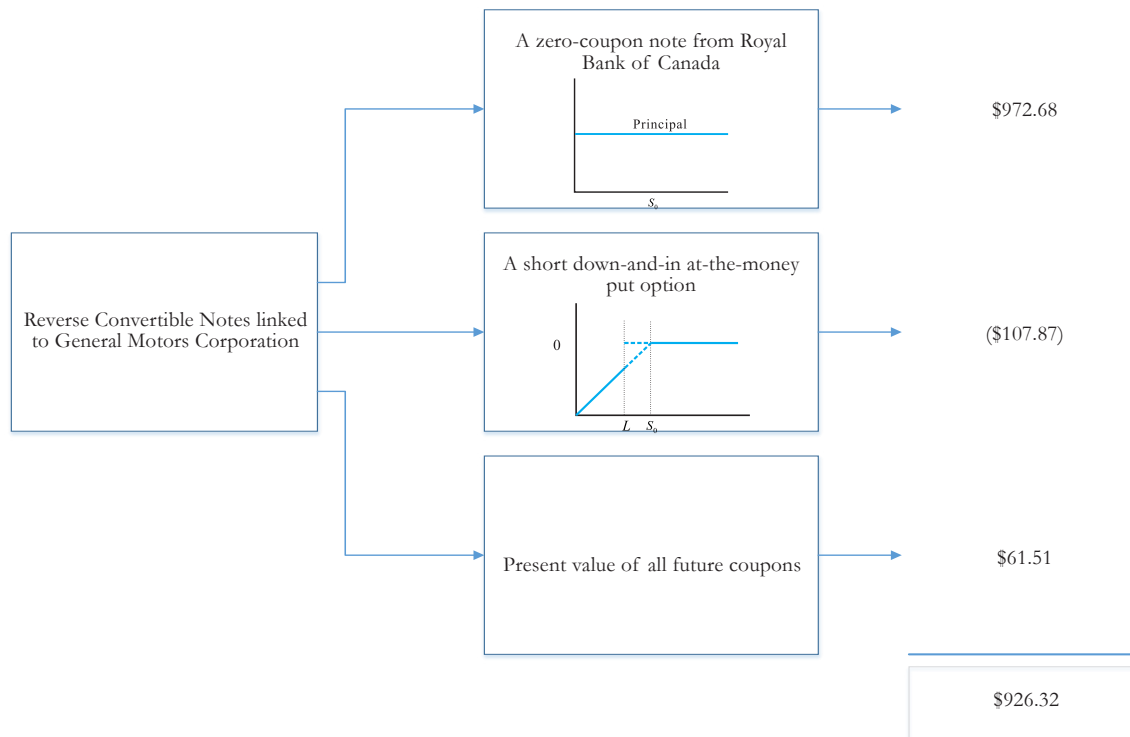 A zero-coupon note from Royal
Bank of Canada
Principal
S₀
$972.68
Reverse Convertible Notes linked
to General Motors Corporation
A short down-and-in at-the-money
put option
0
L S₀
($107.87)
Present value of all future coupons
$61.51
$926.32